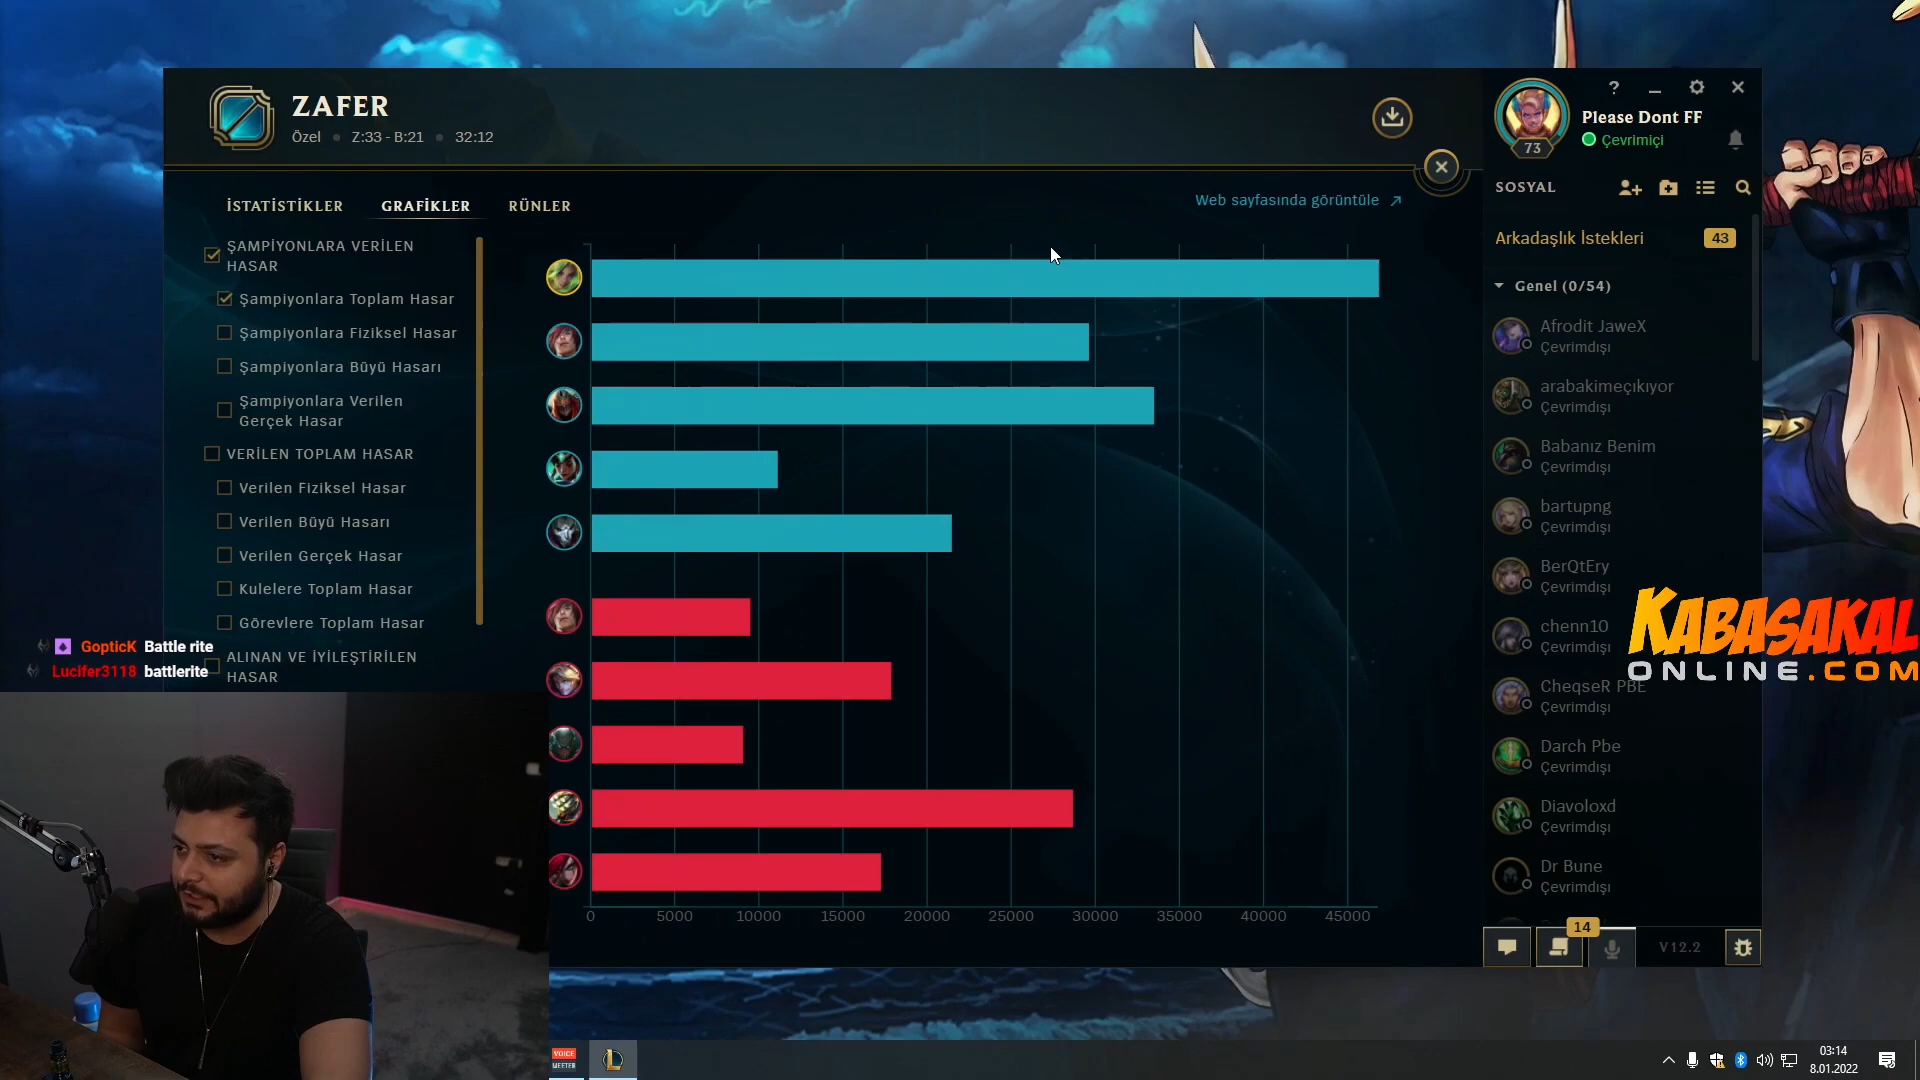 ZAFER
Özel • Z:33 - B:21 • 32:12
İSTATİSTİKLER GRAFİKLER RÜNLER
Web sayfasında görüntüle
ŞAMPİYONLARA VERİLEN
HASAR
Şampiyonlara Toplam Hasar
Şampiyonlara Fiziksel Hasar
Şampiyonlara Büyü Hasarı
Şampiyonlara Verilen
Gerçek Hasar
VERİLEN TOPLAM HASAR
Verilen Fiziksel Hasar
Verilen Büyü Hasarı
Verilen Gerçek Hasar
Kulelere Toplam Hasar
Görevlere Toplam Hasar
ALINAN VE İYİLEŞTİRİLEN
HASAR
GopticK Battle rite
Lucifer3118 battlerite
0 5000 10000 15000 20000 25000 30000 35000 40000 45000
?
Please Dont FF
73
Çevrimiçi
SOSYAL
Arkadaşlık İstekleri 43
Genel (0/54)
Afrodit JaweX
Çevrimdışı
arabakimeçıkıyor
Çevrimdışı
Babanız Benim
Çevrimdışı
bartupng
Çevrimdışı
BerQtEry
Çevrimdışı
chenn10
Çevrimdışı
CheqseR PBE
Çevrimdışı
Darch Pbe
Çevrimdışı
Diavoloxd
Çevrimdışı
Dr Bune
Çevrimdışı
KABASAKAL
ONLINE.COM
14
V12.2
VOICE
MEETER
03:14
8.01.2022